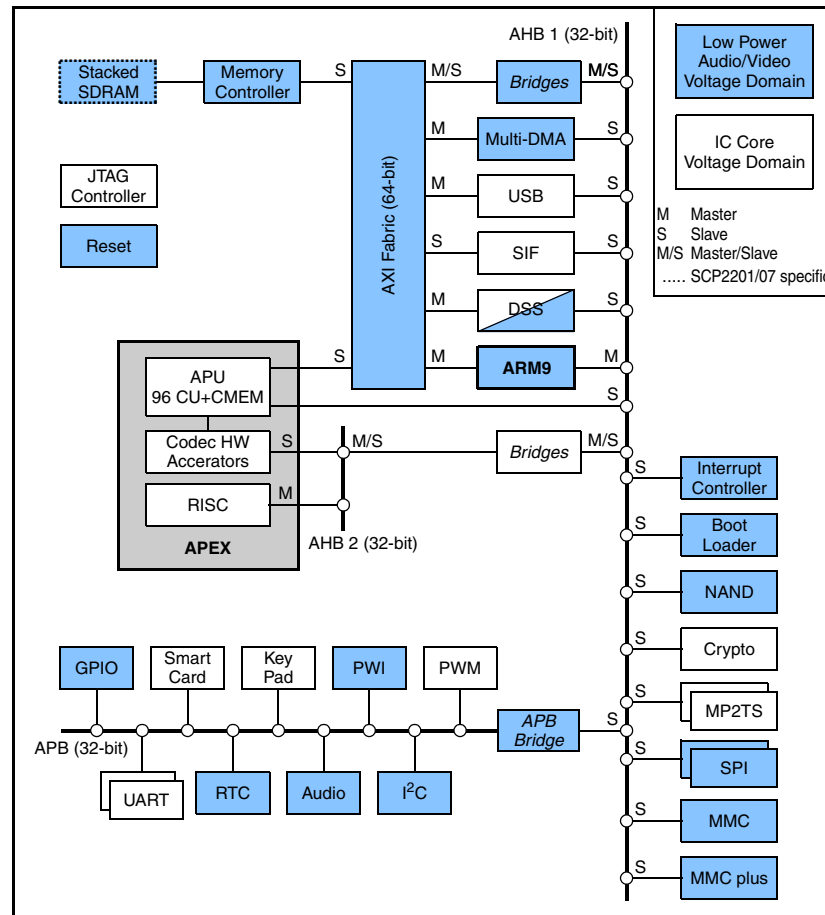 AHB 1 (32-bit)
Stacked
SDRAM
Memory
Controller
S
M/S
Bridges
M/S
Low Power
Audio/Video
Voltage Domain
M
Multi-DMA
S
IC Core
Voltage Domain
JTAG
Controller
M
USB
S
M Master
S Slave
M/S Master/Slave
..... SCP2201/07 specific
Reset
AXI Fabric (64-bit)
S
SIF
S
M
DSS
S
S
M
ARM9
M
APU
96 CU+CMEM
S
Codec HW
Accerators
S
M/S
Bridges
M/S
RISC
M
APEX
AHB 2 (32-bit)
S
Interrupt
Controller
S
Boot
Loader
S
NAND
S
Crypto
S
MP2TS
S
SPI
S
MMC
S
MMC plus
GPIO
Smart
Card
Key
Pad
PWI
PWM
APB (32-bit)
APB
Bridge
S
UART
RTC
Audio
I²C